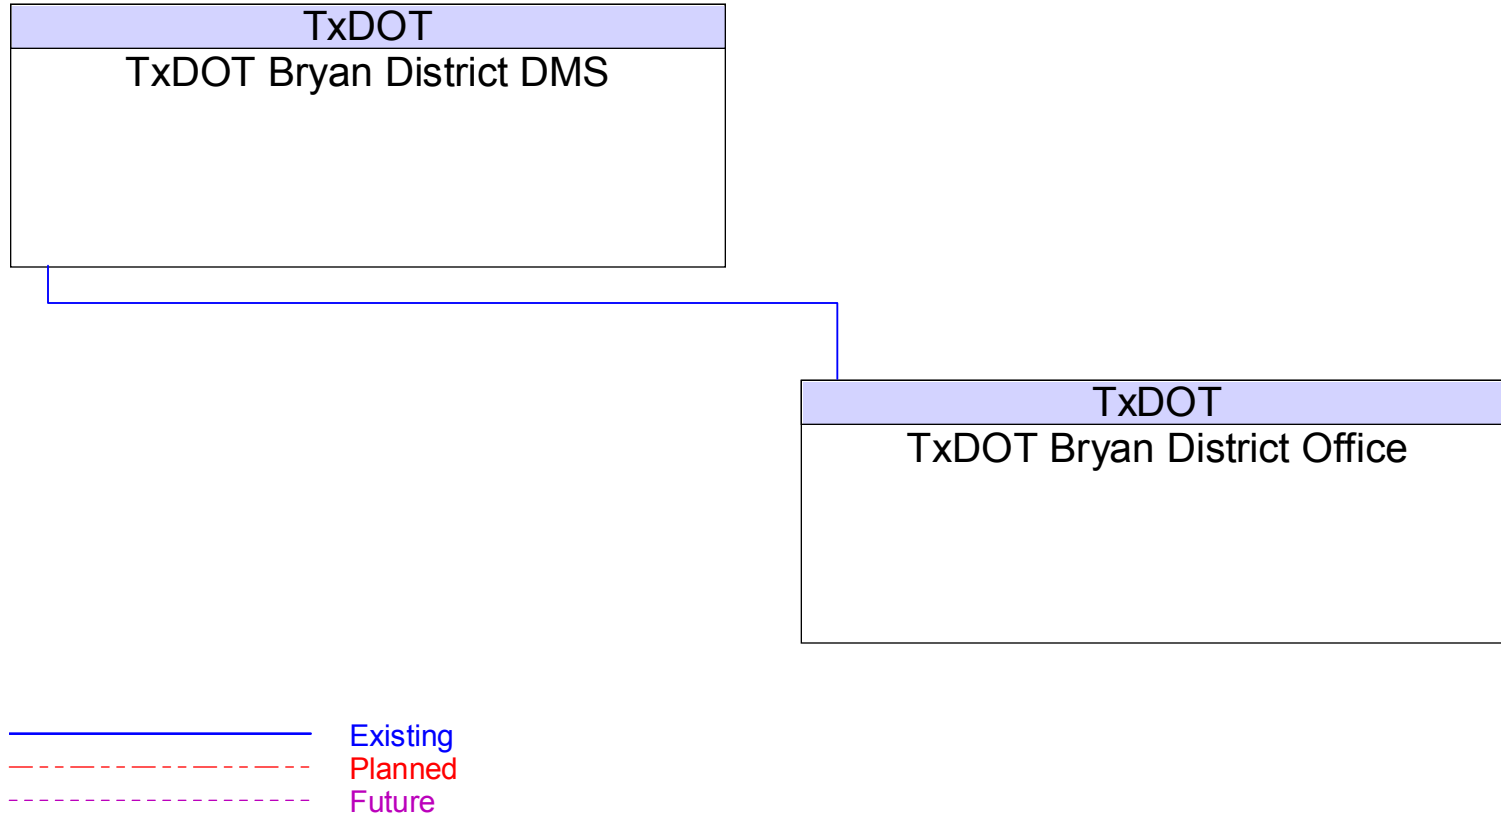 TxDOT
TxDOT Bryan District DMS
TxDOT
TxDOT Bryan District Office
Existing
Planned
Future